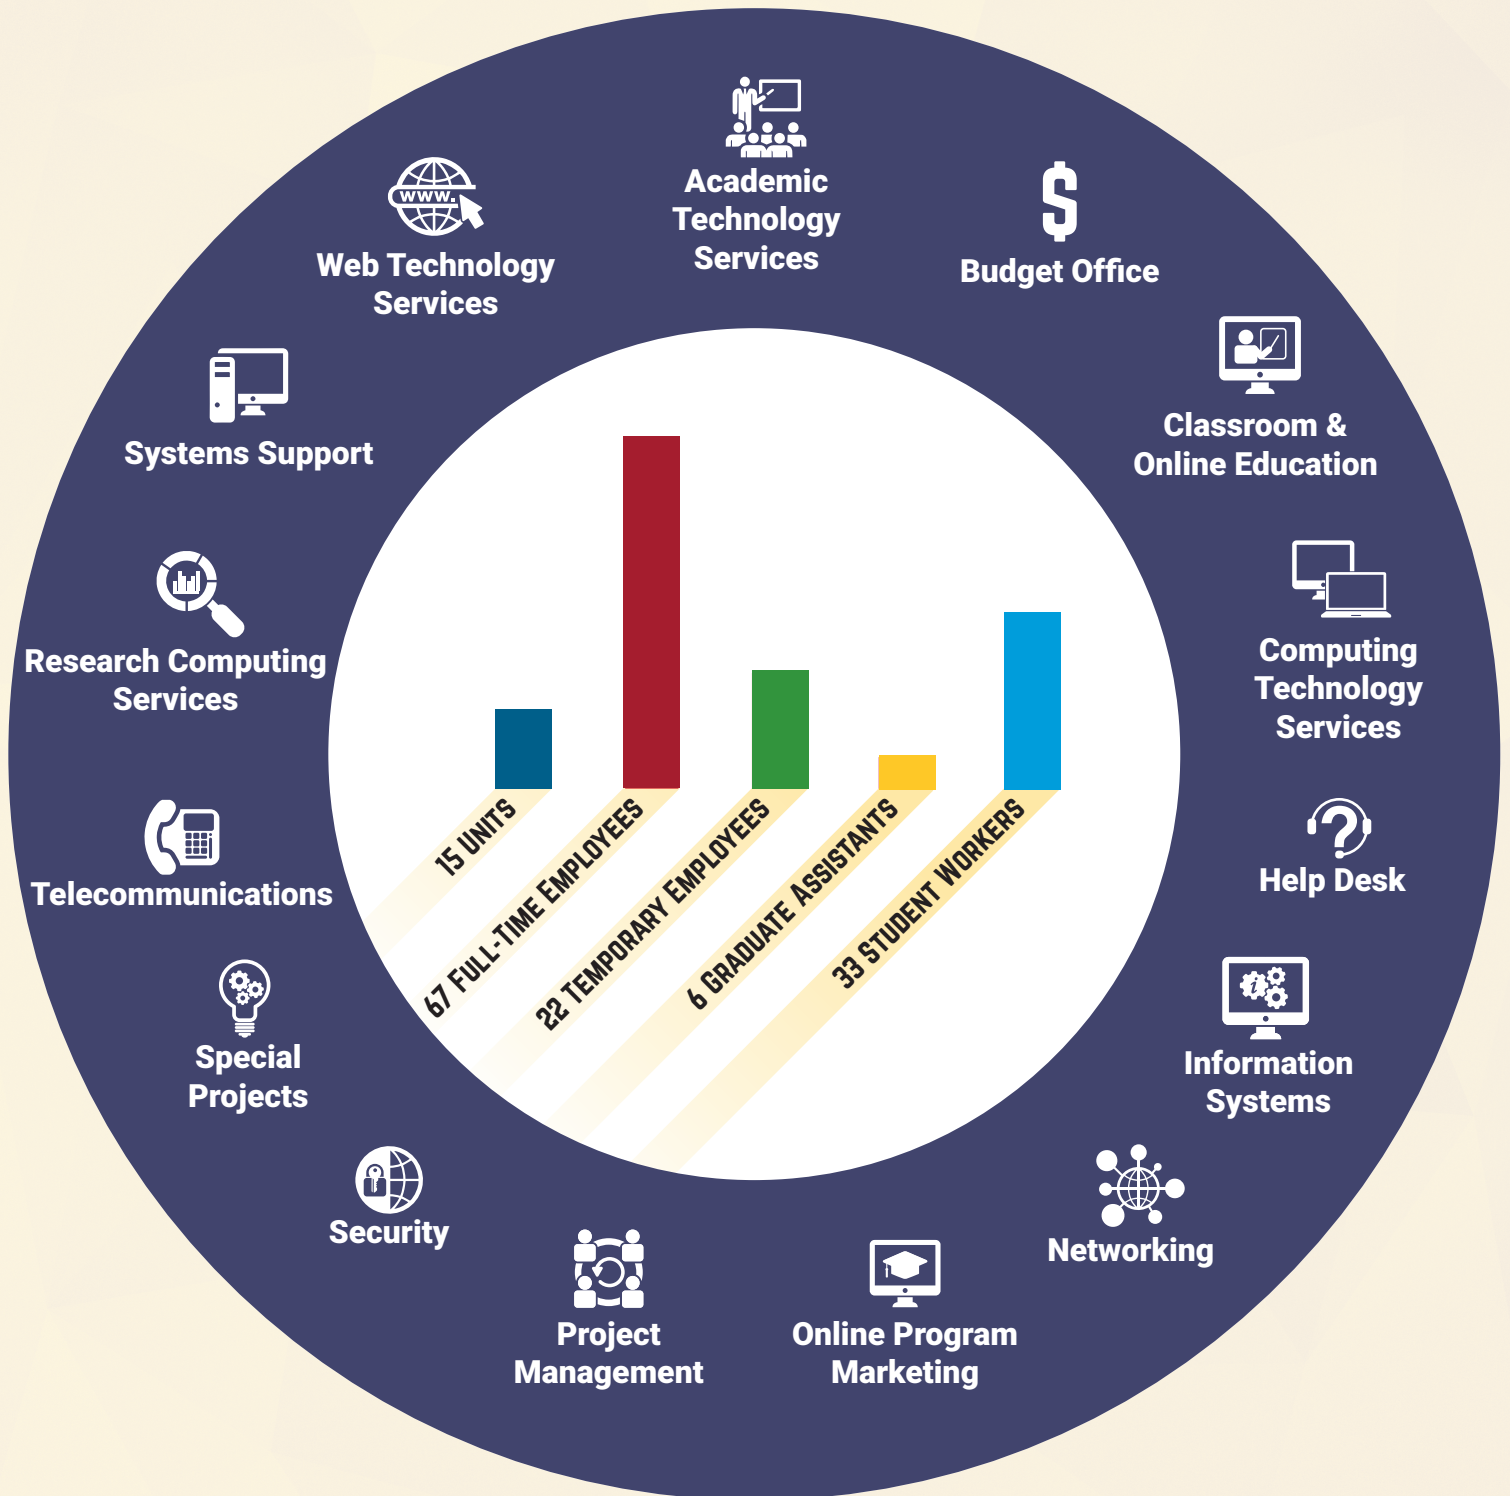 Academic
Technology
Services
Budget Office
Classroom &
Online Education
Computing
Technology
Services
Help Desk
Information
Systems
Networking
Online Program
Marketing
Project
Management
Security
Special
Projects
Telecommunications
Research Computing
Services
Systems Support
www.
Web Technology
Services
15 UNITS
67 FULL-TIME EMPLOYEES
22 TEMPORARY EMPLOYEES
6 GRADUATE ASSISTANTS
33 STUDENT WORKERS
i